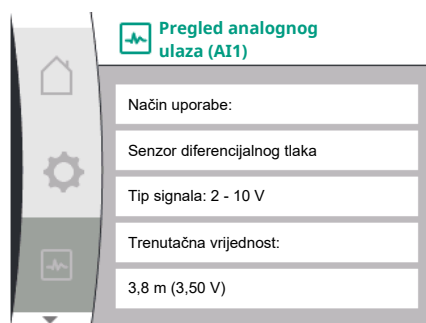 Pregled analognog
ulaza (AI1)
Način uporabe:
Senzor diferencijalnog tlaka
Tip signala: 2 - 10 V
Trenutačna vrijednost:
3,8 m (3,50 V)